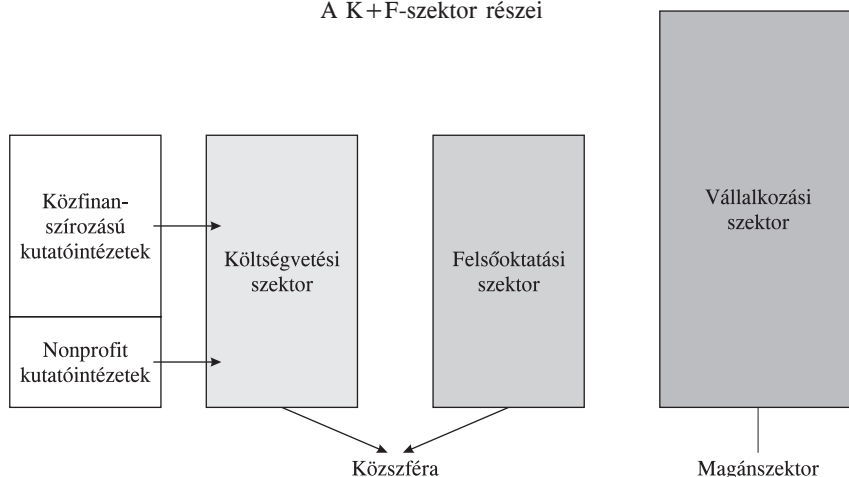 A K+F-szektor részei
Közfinan-
szírozású
kutatóintézetek
Nonprofit
kutatóintézetek
Költségvetési
szektor
Felsőoktatási
szektor
Vállalkozási
szektor
Közszféra
Magánszektor